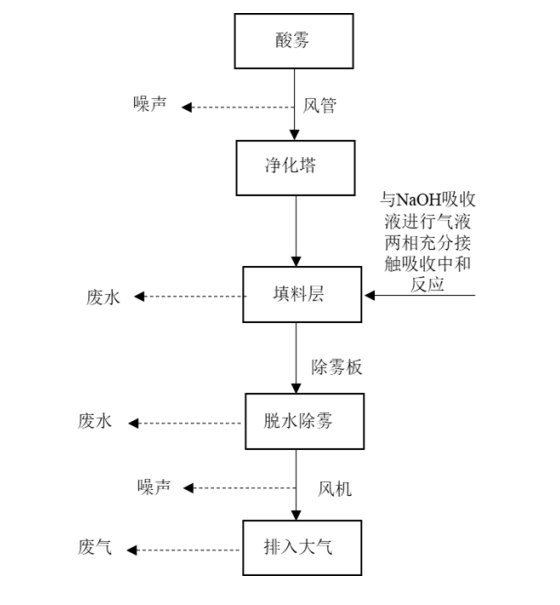 酸雾
噪声
风管
净化塔
与NaOH吸收
液进行气液
两相充分接
触吸收中和
反应
废水
填料层
除雾板
废水
脱水除雾
噪声
风机
废气
排入大气